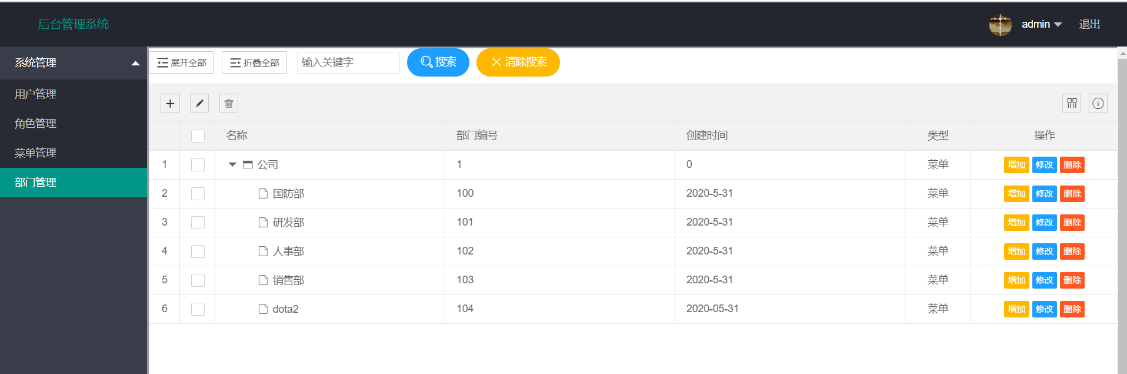 后台管理系统
admin
退出
系统管理
用户管理
角色管理
菜单管理
部门管理
展开全部 折叠全部 输入关键字 搜索 清除搜索
名称 部门编号 创建时间 类型 操作
1 公司 1 0 菜单 增加 修改 删除
2 国防部 100 2020-5-31 菜单 增加 修改 删除
3 研发部 101 2020-5-31 菜单 增加 修改 删除
4 人事部 102 2020-5-31 菜单 增加 修改 删除
5 销售部 103 2020-5-31 菜单 增加 修改 删除
6 dota2 104 2020-05-31 菜单 增加 修改 删除